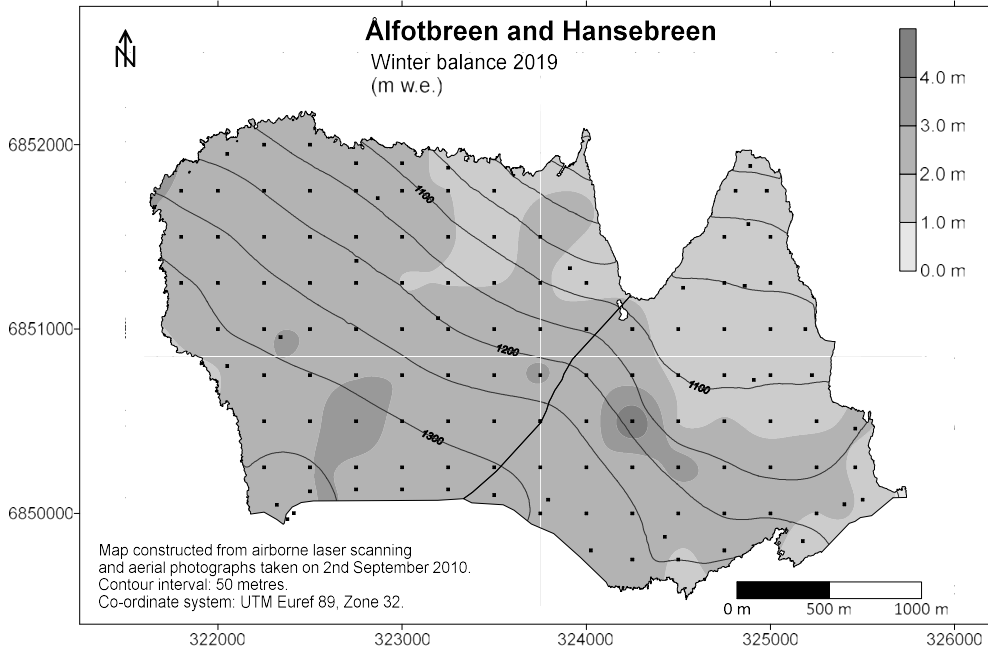 Ålfotbreen and Hansebreen
Winter balance 2019
(m w.e.)
N
4.0 m
3.0 m
2.0 m
1.0 m
0.0 m
6852000
6851000
6850000
1100
1200
1100
1300
Map constructed from airborne laser scanning
and aerial photographs taken on 2nd September 2010.
Contour interval: 50 metres.
Co-ordinate system: UTM Euref 89, Zone 32.
0 m 500 m 1000 m
322000 323000 324000 325000 326000